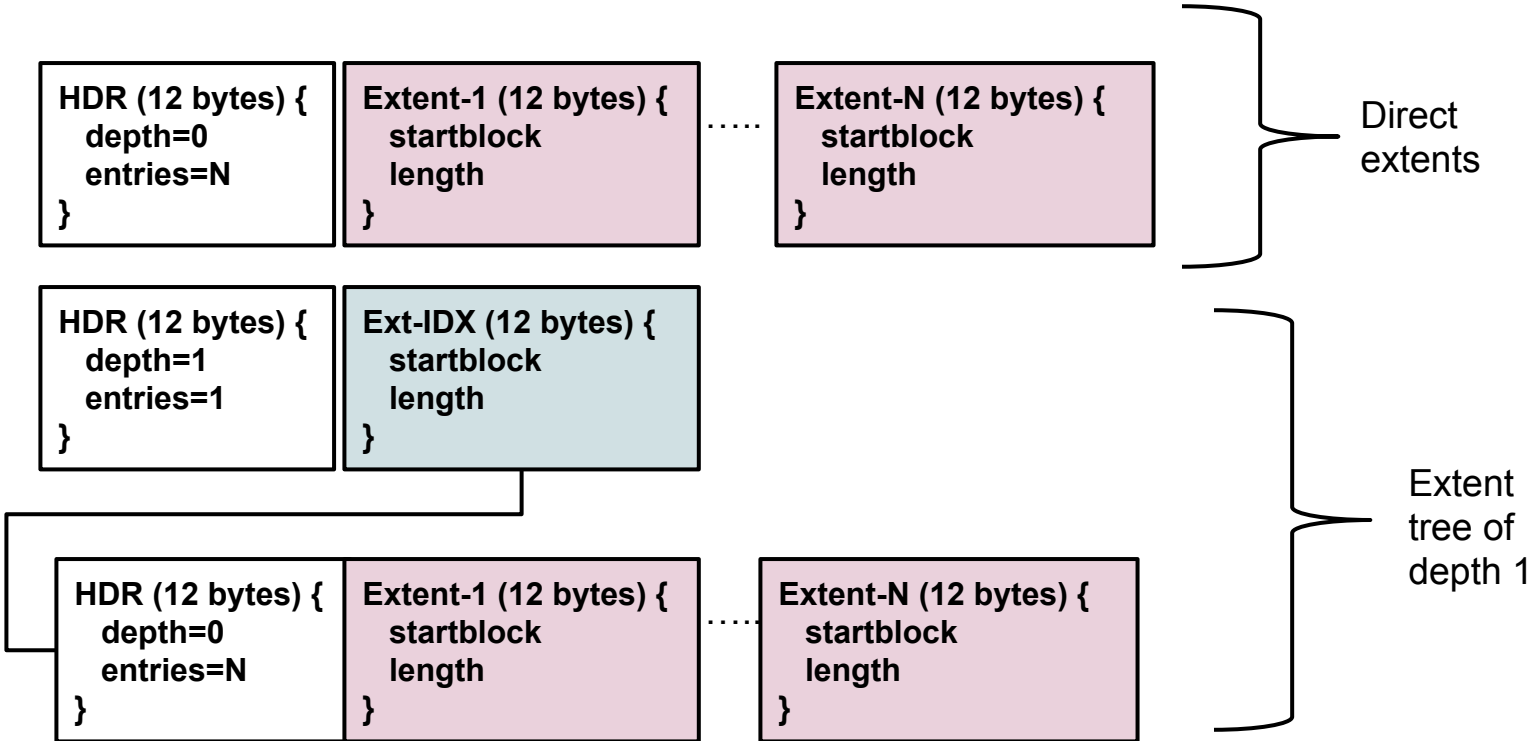 HDR (12 bytes) {
depth=0
entries=N
}
Extent-1 (12 bytes) {
startblock
length
}
.....
Extent-N (12 bytes) {
startblock
length
}
Direct
extents
HDR (12 bytes) {
depth=1
entries=1
}
Ext-IDX (12 bytes) {
startblock
length
}
HDR (12 bytes) {
depth=0
entries=N
}
Extent-1 (12 bytes) {
startblock
length
}
.....
Extent-N (12 bytes) {
startblock
length
}
Extent
tree of
depth 1